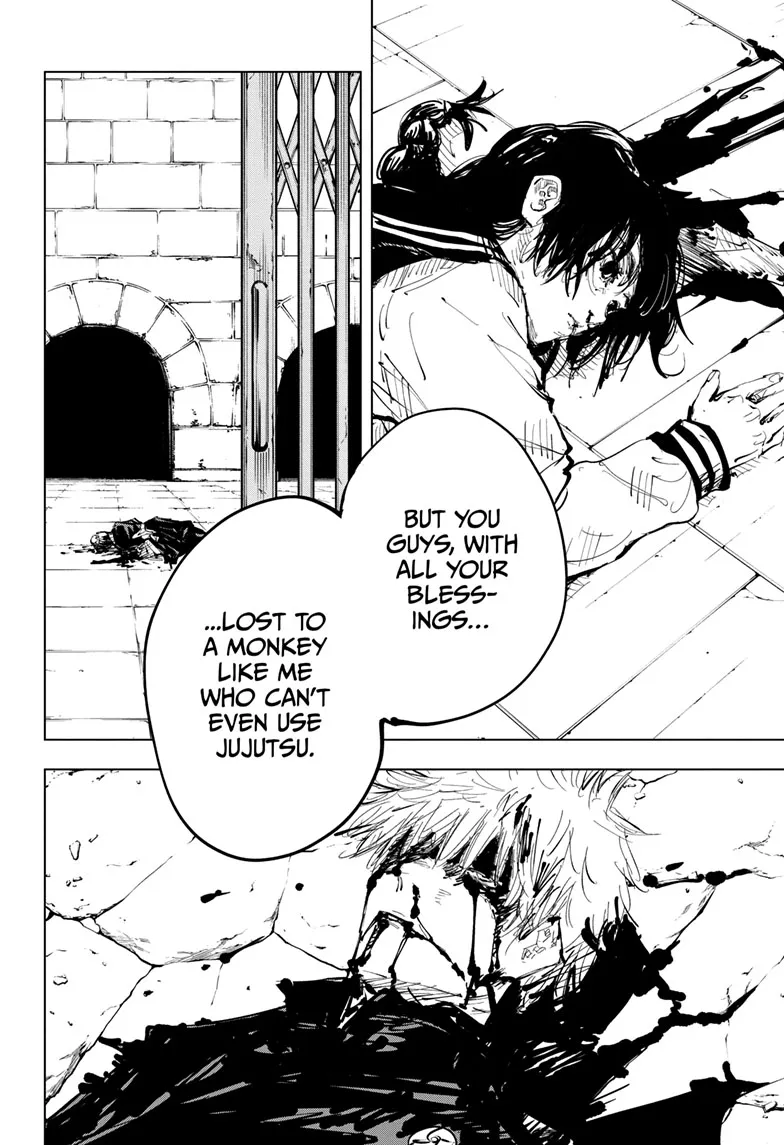 BUT YOU
GUYS, WITH
ALL YOUR
BLESS-
INGS...
...LOST TO
A MONKEY
LIKE ME
WHO CAN'T
EVEN USE
JUJUTSU.